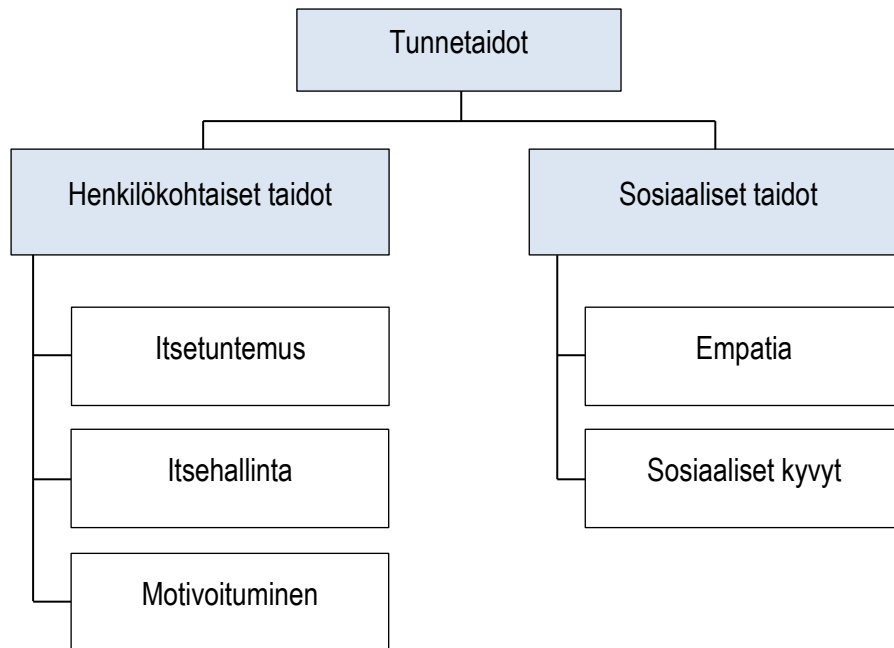 Tunnetaidot
Henkilökohtaiset taidot
Sosiaaliset taidot
Itsetuntemus
Empatia
Itsehallinta
Sosiaaliset kyvyt
Motivoituminen